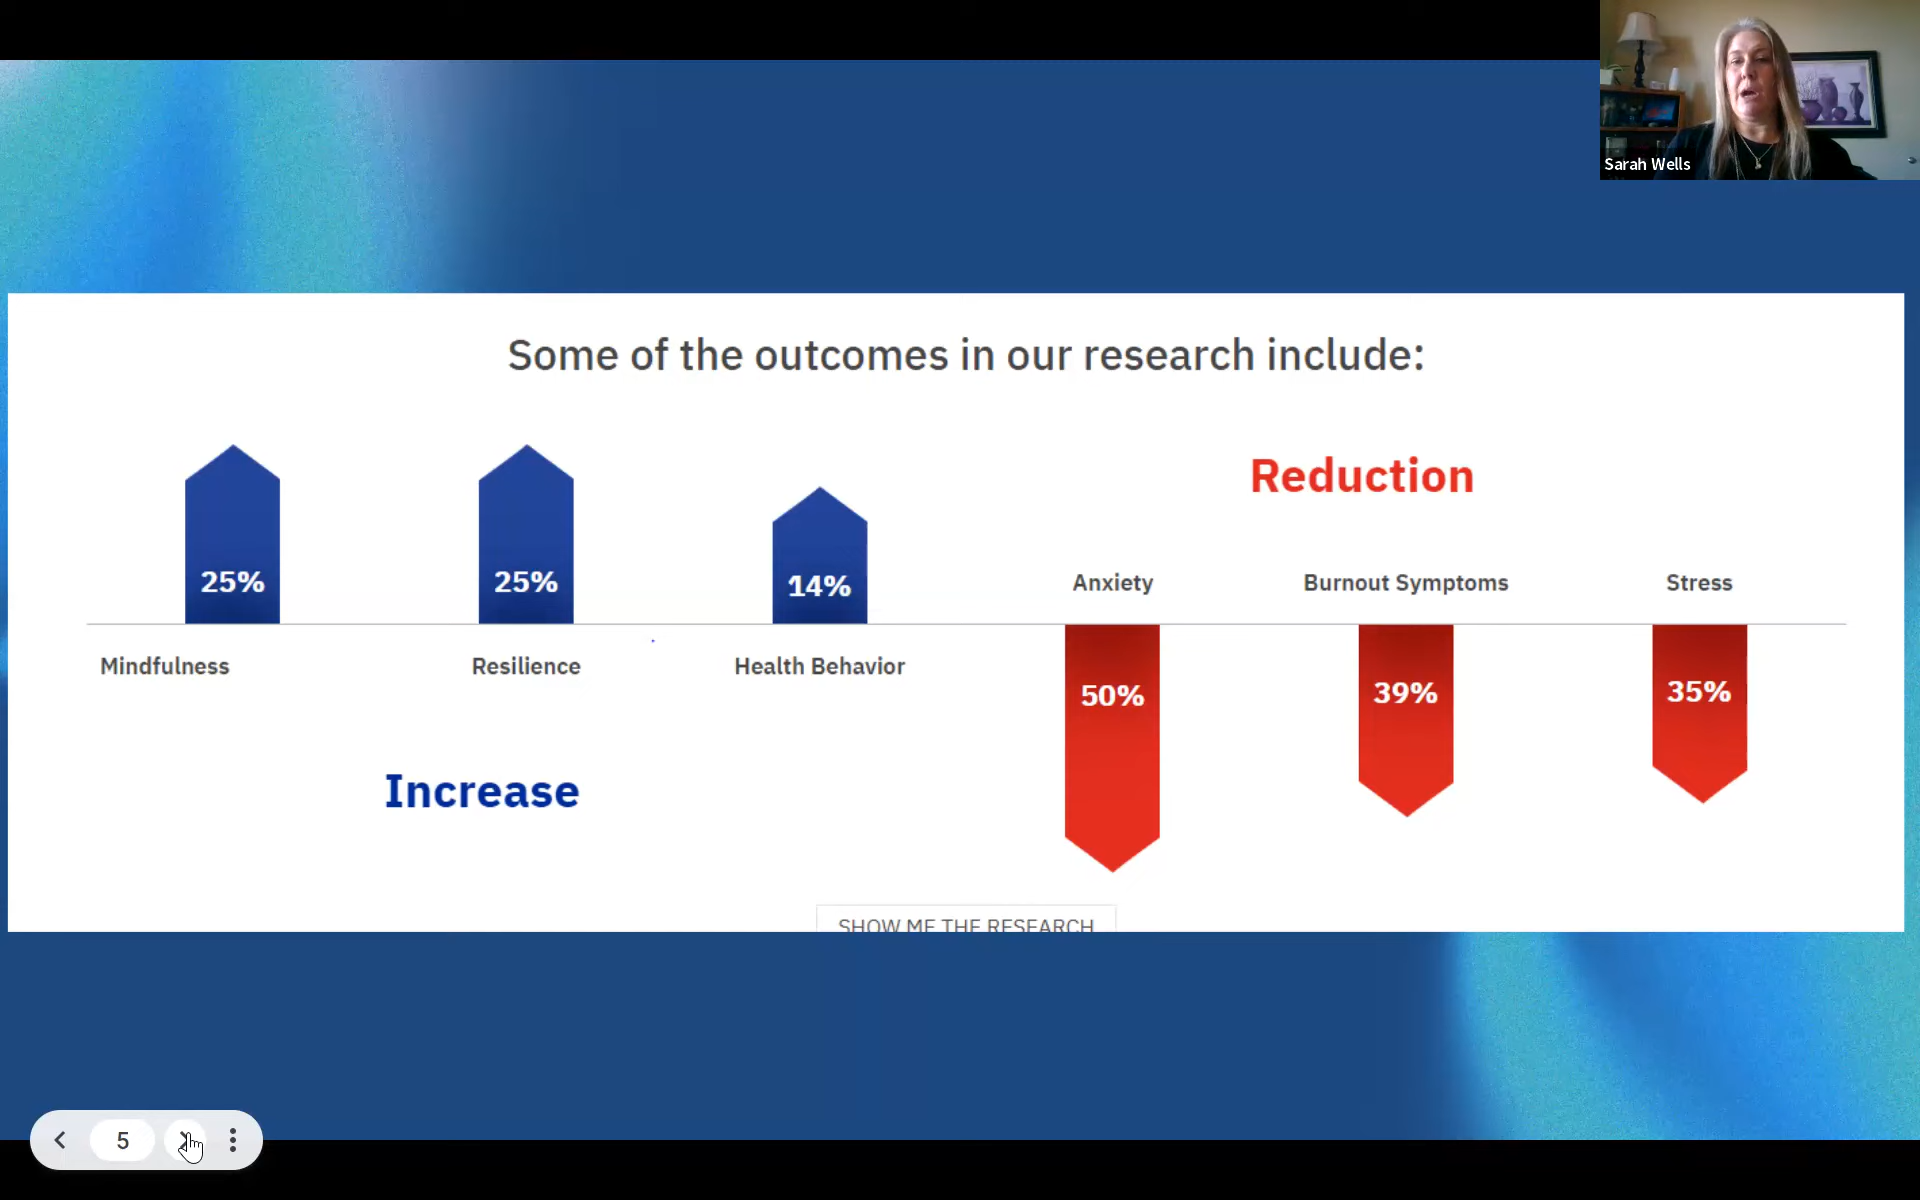 Sarah Wells
Some of the outcomes in our research include:
Reduction
25%
25%
14%
Anxiety
Burnout Symptoms
Stress
Mindfulness
Resilience
Health Behavior
50%
39%
35%
Increase
SHOW ME THE RESEARCH
5